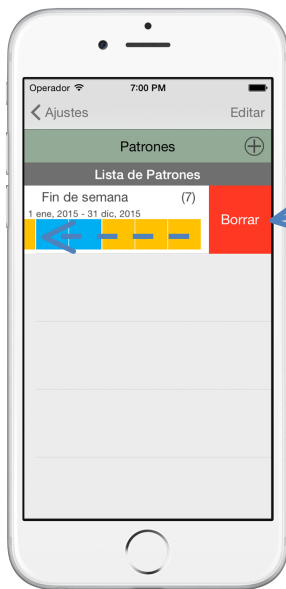 Operador 7:00 PM
Ajustes Editar
Patrones
Lista de Patrones
Fin de semana (7)
1 ene, 2015 - 31 dic, 2015
Borrar